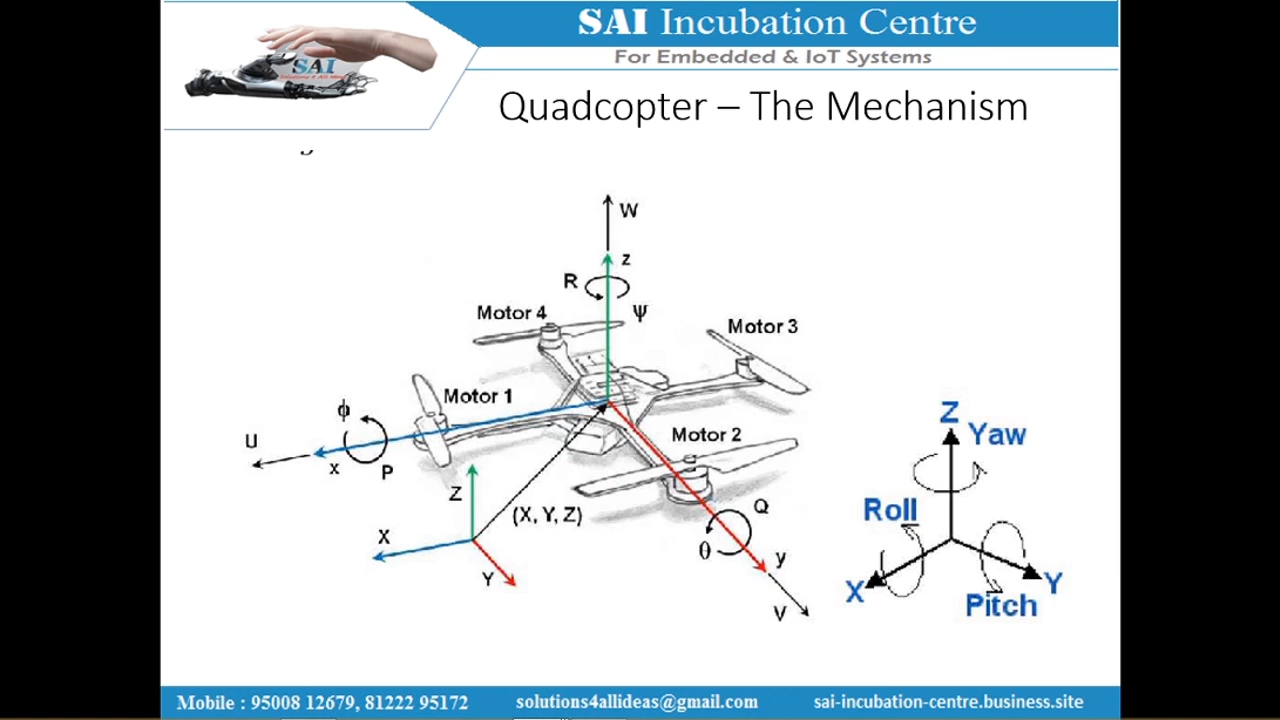 SAI Incubation Centre
For Embedded & IoT Systems
SAI
Quadcopter – The Mechanism
W
z
R
ψ
Motor 4
Motor 3
Motor 1
ϕ
U
x
P
Motor 2
Z
(X, Y, Z)
X
Y
Q
θ
y
V
Z
Yaw
Roll
X
Y
Pitch
Mobile : 95008 12679, 81222 95172
solutions4allideas@gmail.com
sai-incubation-centre.business.site